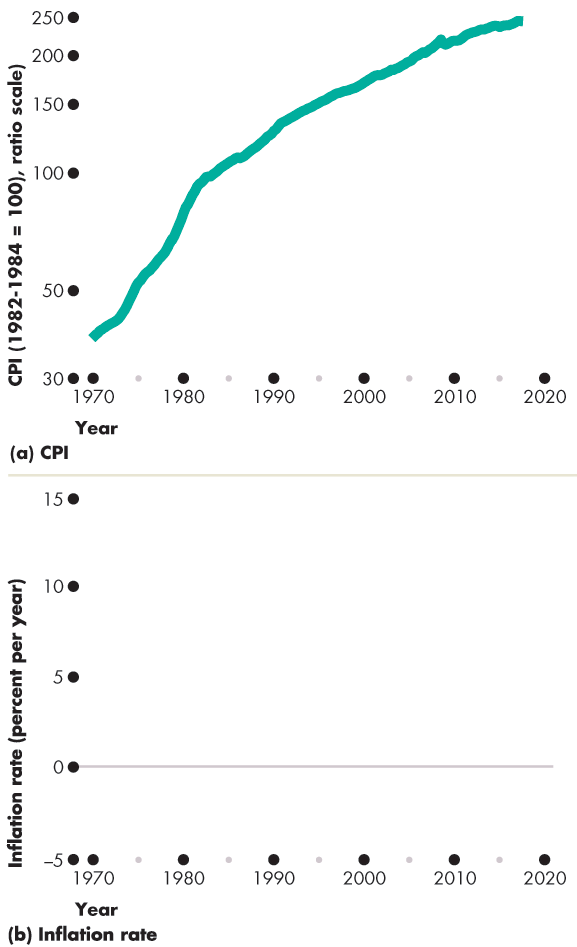 CPI (1982-1984 = 100), ratio scale)
250
200
150
100
50
30
1970 1980 1990 2000 2010 2020
Year
(a) CPI
Inflation rate (percent per year)
15
10
5
0
–5
1970 1980 1990 2000 2010 2020
Year
(b) Inflation rate